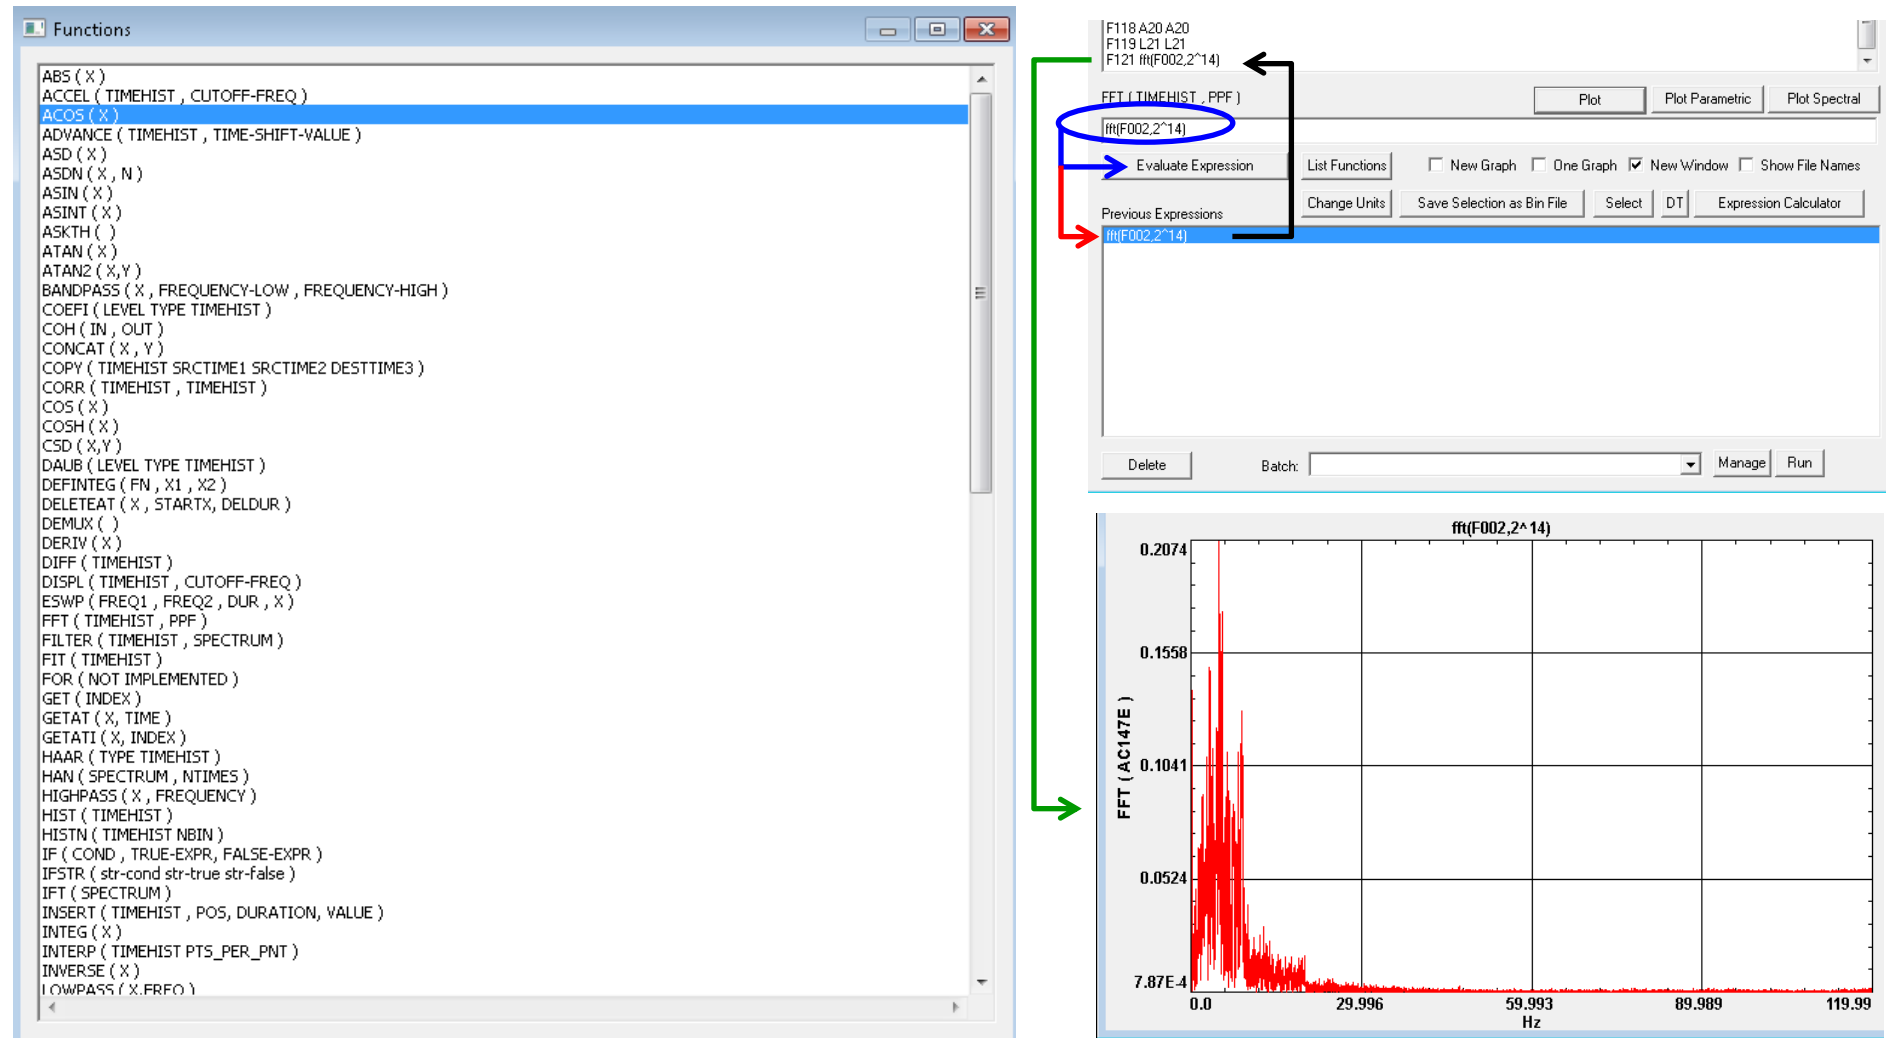 Functions
ABS ( X )
ACCEL ( TIMEHIST , CUTOFF-FREQ )
ACOS ( X )
ADVANCE ( TIMEHIST , TIME-SHIFT-VALUE )
ASD ( X )
ASDN ( X , N )
ASIN ( X )
ASINT ( X )
ASKTH ( )
ATAN ( X )
ATAN2 ( X,Y )
BANDPASS ( X , FREQUENCY-LOW , FREQUENCY-HIGH )
COEFI ( LEVEL TYPE TIMEHIST )
COH ( IN , OUT )
CONCAT ( X , Y )
COPY ( TIMEHIST SRCTIME1 SRCTIME2 DESTTIME3 )
CORR ( TIMEHIST , TIMEHIST )
COS ( X )
COSH ( X )
CSD ( X,Y )
DAUB ( LEVEL TYPE TIMEHIST )
DEFINTEG ( FN , X1 , X2 )
DELETEAT ( X , STARTX, DELDUR )
DEMUX ( )
DERIV ( X )
DIFF ( TIMEHIST )
DISPL ( TIMEHIST , CUTOFF-FREQ )
ESWP ( FREQ1 , FREQ2 , DUR , X )
FFT ( TIMEHIST , PPF )
FILTER ( TIMEHIST , SPECTRUM )
FIT ( TIMEHIST )
FOR ( NOT IMPLEMENTED )
GET ( INDEX )
GETAT ( X, TIME )
GETATI ( X, INDEX )
HAAR ( TYPE TIMEHIST )
HAN ( SPECTRUM , NTIMES )
HIGHPASS ( X , FREQUENCY )
HIST ( TIMEHIST )
HISTN ( TIMEHIST NBIN )
IF ( COND , TRUE-EXPR, FALSE-EXPR )
IFSTR ( str-cond str-true str-false )
IFT ( SPECTRUM )
INSERT ( TIMEHIST , POS, DURATION, VALUE )
INTEG ( X )
INTERP ( TIMEHIST PTS_PER_PNT )
INVERSE ( X )
LOWPASS ( X,FREQ )
F118 A20 A20
F119 L21 L21
F121 fft(F002,2^14)
FFT ( TIMEHIST , PPF )
Plot
Plot Parametric
Plot Spectral
fft(F002,2^14)
Evaluate Expression
List Functions
New Graph
One Graph
New Window
Show File Names
Change Units
Save Selection as Bin File
Select
DT
Expression Calculator
Previous Expressions
fft(F002,2^14)
Delete
Batch:
Manage
Run
fft(F002,2^14)
0.2074
0.1558
0.1041
0.0524
7.87E-4
FFT ( AC147E )
0.0
29.996
59.993
89.989
119.99
Hz